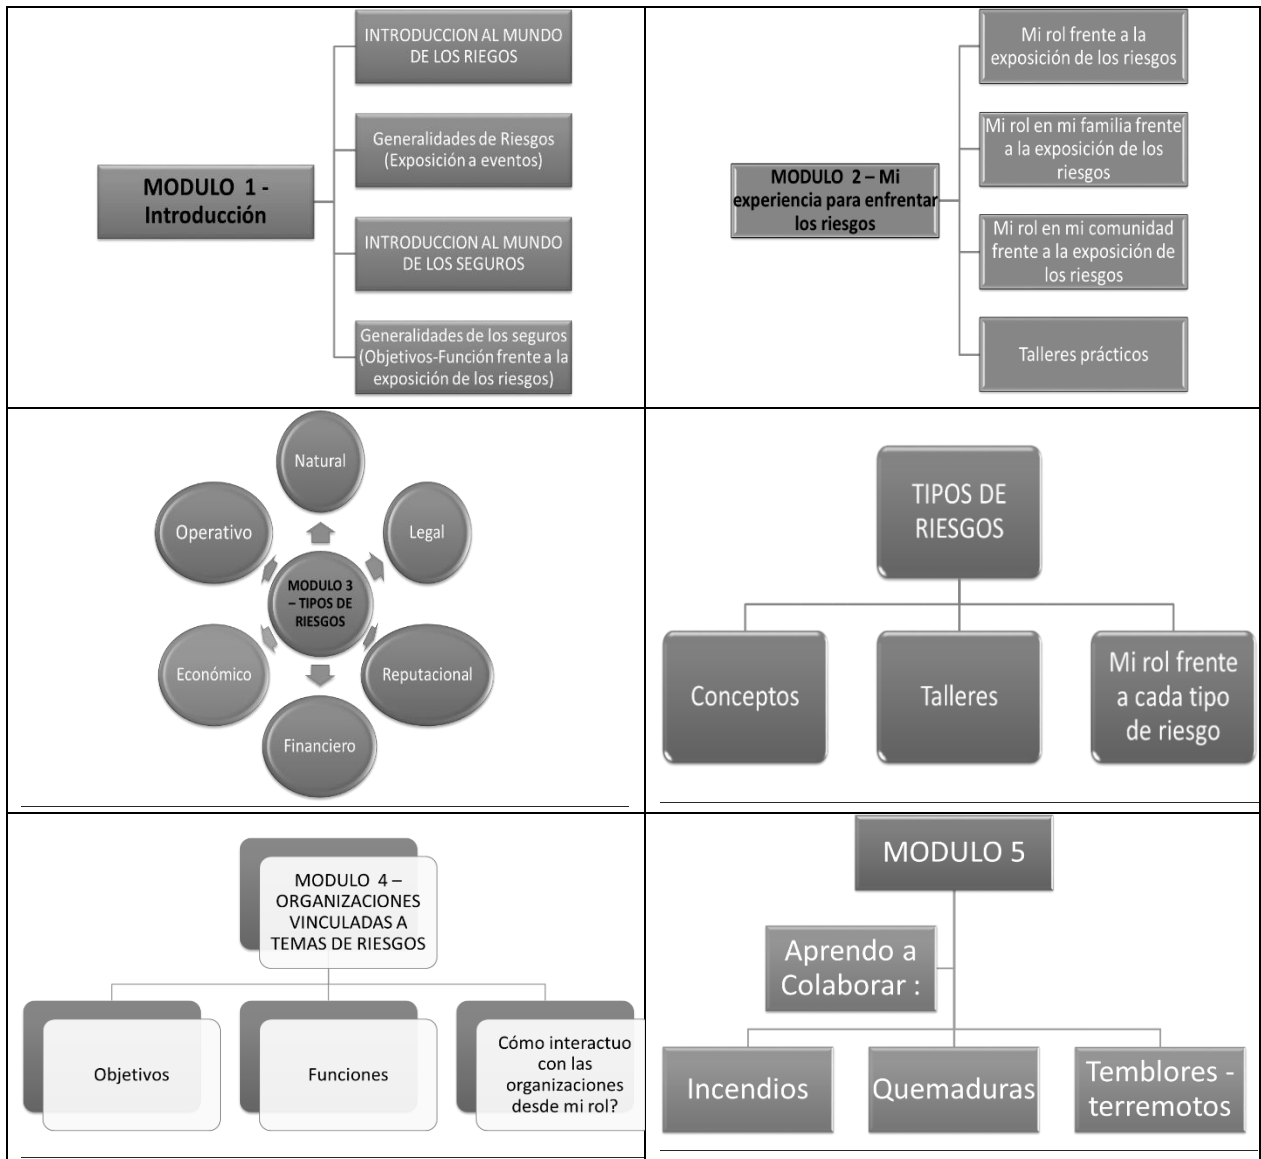 INTRODUCCION AL MUNDO
DE LOS RIEGOS
Generalidades de Riesgos
(Exposición a eventos)
MODULO 1 -
Introducción
INTRODUCCION AL MUNDO
DE LOS SEGUROS
Generalidades de los seguros
(Objetivos-Función frente a la
exposición de los riesgos)
Mi rol frente a la
exposición de los riesgos
Mi rol en mi familia frente
a la exposición de los
riesgos
MODULO 2 – Mi
experiencia para enfrentar
los riesgos
Mi rol en mi comunidad
frente a la exposición de
los riesgos
Talleres prácticos
Natural
Operativo
Legal
MODULO 3
– TIPOS DE
RIESGOS
Económico
Reputacional
Financiero
TIPOS DE
RIESGOS
Conceptos
Talleres
Mi rol frente
a cada tipo
de riesgo
MODULO 4 –
ORGANIZACIONES
VINCULADAS A
TEMAS DE RIESGOS
Objetivos
Funciones
Cómo interactuo
con las
organizaciones
desde mi rol?
MODULO 5
Aprendo a
Colaborar :
Incendios
Quemaduras
Temblores -
terremotos